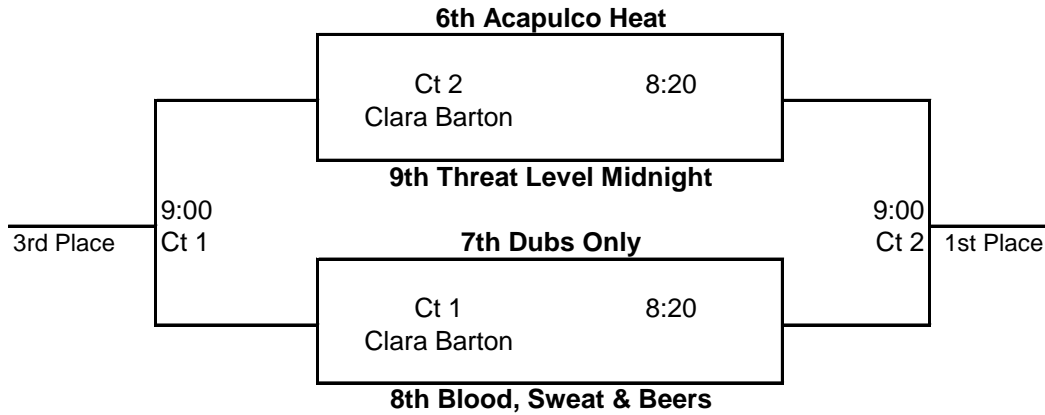 6th Acapulco Heat
Ct 2 8:20
Clara Barton
9th Threat Level Midnight
9:00 9:00
3rd Place Ct 1 7th Dubs Only Ct 2 1st Place
Ct 1 8:20
Clara Barton
8th Blood, Sweat & Beers